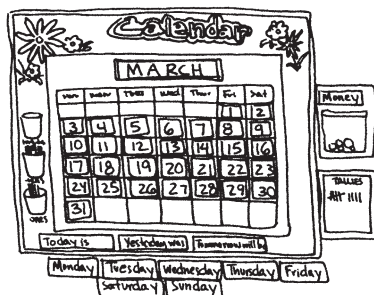 Calendar
MARCH
Sun Mon Tues Wed Thur Fri Sat
1 2
3 4 5 6 7 8 9
10 11 12 13 14 15 16
17 18 19 20 21 22 23
24 25 26 27 28 29 30
31
Money
TALLIES
ONES
Today is Yesterday was Tomorrow will be
Monday Tuesday Wednesday Thursday Friday
Saturday Sunday